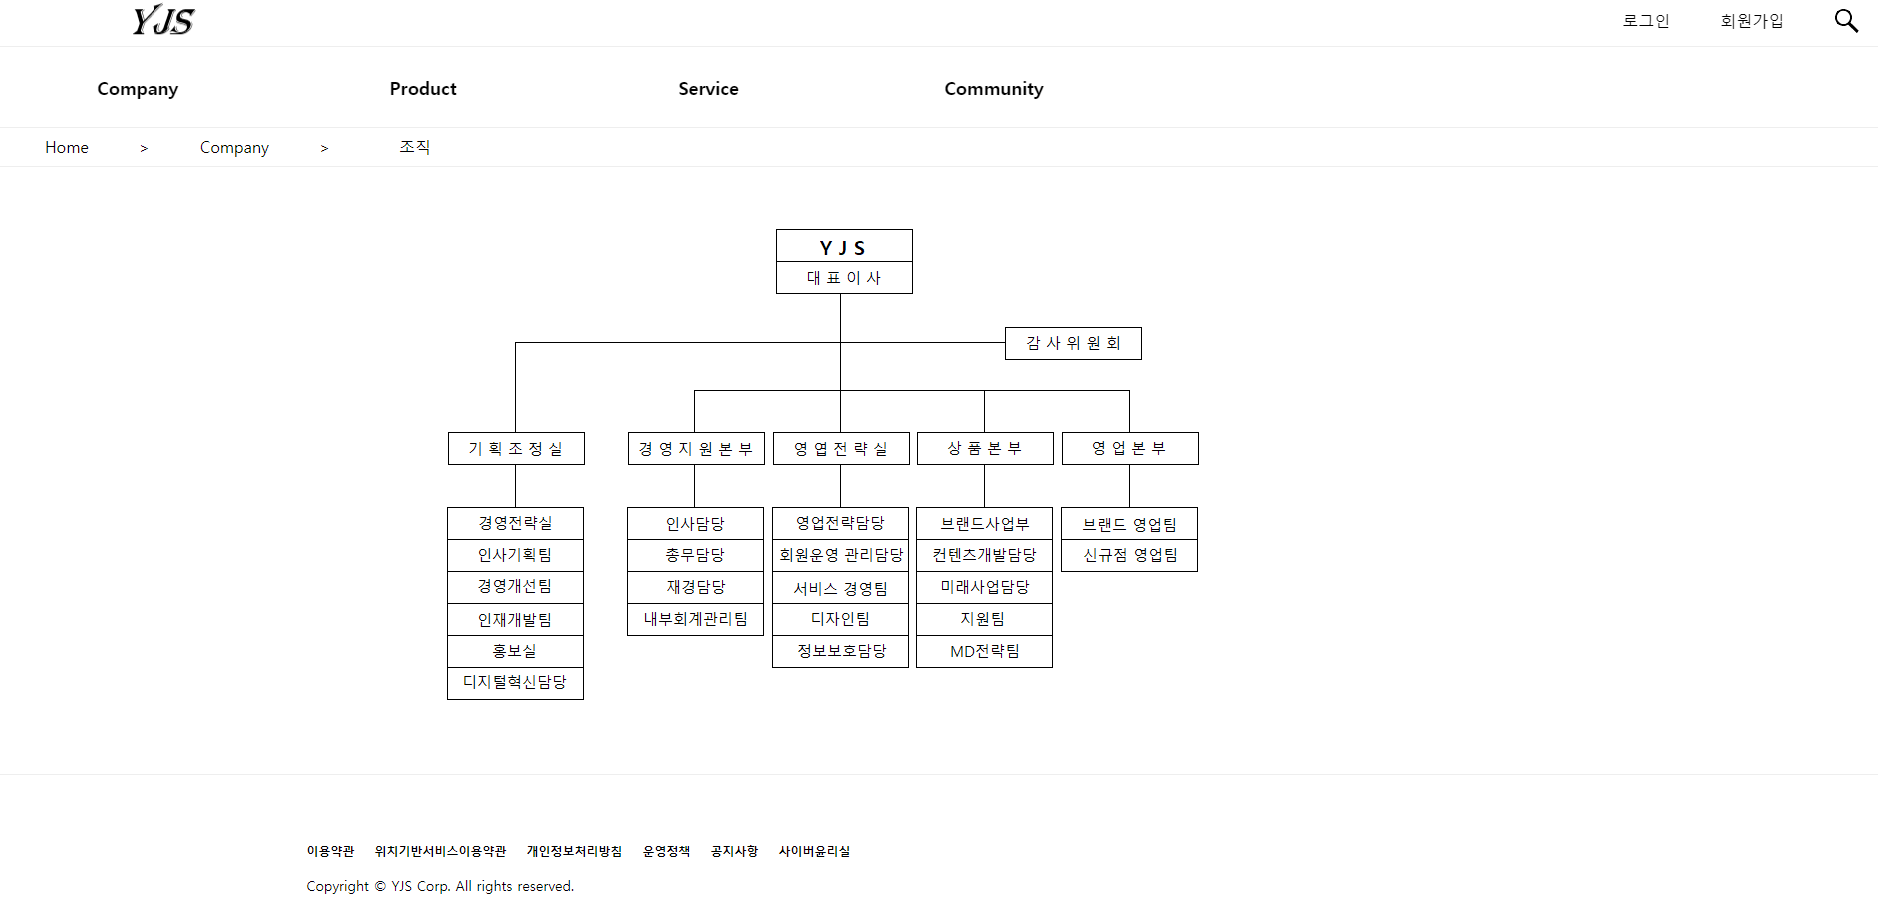 YJS
로그인 회원가입
Company Product Service Community
Home > Company > 조직
Y J S
대 표 이 사
감 사 위 원 회
기 획 조 정 실
경 영 지 원 본 부
영 엽 전 략 실
상 품 본 부
영 업 본 부
경영전략실
인사기획팀
경영개선팀
인재개발팀
홍보실
디지털혁신담당
인사담당
총무담당
재경담당
내부회계관리팀
영업전략담당
회원운영 관리담당
서비스 경영팀
디자인팀
정보보호담당
브랜드사업부
컨텐츠개발담당
미래사업담당
지원팀
MD전략팀
브랜드 영업팀
신규점 영업팀
이용약관 위치기반서비스이용약관 개인정보처리방침 운영정책 공지사항 사이버윤리실
Copyright © YJS Corp. All rights reserved.